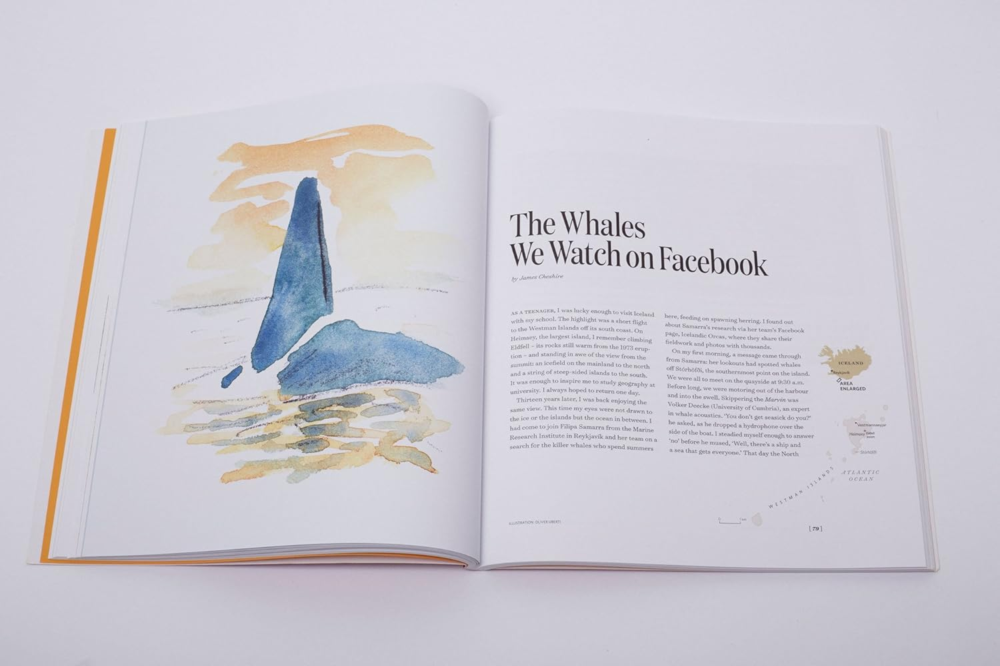 The Whales
We Watch on Facebook
by James Cheshire
AS A TEENAGER, I was lucky enough to visit Iceland
with my school. The highlight was a short flight
to the Westman Islands off its south coast. On
Heimaey, the largest island, I remember climbing
Eldfell – its rocks still warm from the 1973 erup-
tion – and standing in awe of the view from the
summit: an icefield on the mainland to the north
and a string of steep-sided islands to the south.
It was enough to inspire me to study geography at
university. I always hoped to return one day.
Thirteen years later, I was back enjoying the
same view. This time my eyes were not drawn to
the ice or the islands but the ocean in between. I
had come to join Filipa Samarra from the Marine
Research Institute in Reykjavík and her team on a
search for the killer whales who spend summers
here, feeding on spawning herring. I found out
about Samarra's research via her team's Facebook
page, Icelandic Orcas, where they share their
fieldwork and photos with thousands.
On my first morning, a message came through
from Samarra: her lookouts had spotted whales
off Stórhöfði, the southernmost point on the island.
We were all to meet on the quayside at 9:30 a.m.
Before long, we were motoring out of the harbour
and into the swell. Skippering the Marvin was
Volker Deecke (University of Cumbria), an expert
in whale acoustics. 'You don't get seasick do you?'
he asked, as he dropped a hydrophone over the
side of the boat. I steadied myself enough to answer
'no' before he mused, 'Well, there's a ship and
a sea that gets everyone.' That day the North
ICELAND
Reykjavík
AREA
ENLARGED
Vestmannaeyjar
Heimaey
Eldfell
200m
Stórhöfði
ATLANTIC
OCEAN
WESTMAN ISLANDS
0 1 km
ILLUSTRATION: OLIVER UBERTI
[ 79 ]